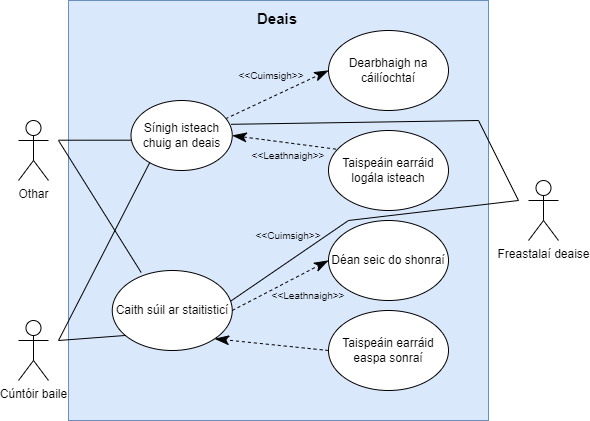 Deais
Dearbhaigh na
cáilíochtaí
<<Cuimsigh>>
Sínigh isteach
chuig an deais
<<Leathnaigh>>
Taispeáin earráid
logála isteach
Othar
Freastalaí deaise
<<Cuimsigh>>
Déan seic do shonraí
<<Leathnaigh>>
Caith súil ar staitisticí
Taispeáin earráid
easpa sonraí
Cúntóir baile